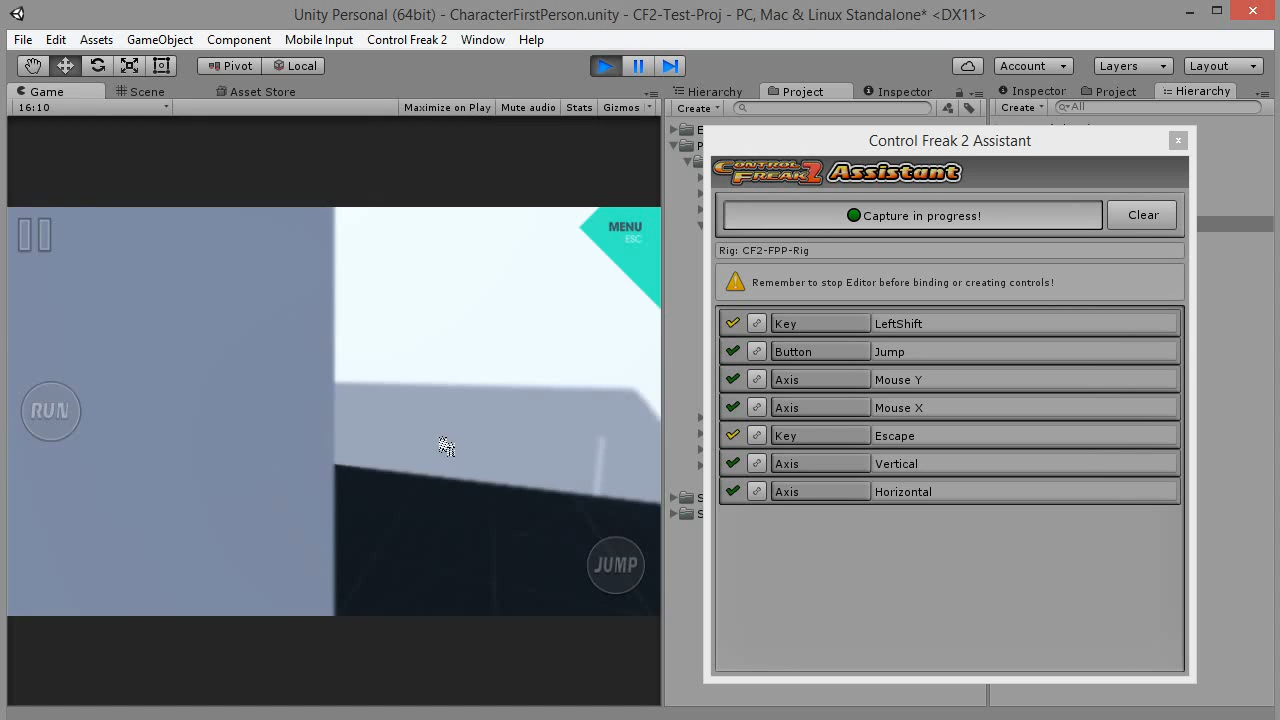 Unity Personal (64bit) - CharacterFirstPerson.unity - CF2-Test-Proj - PC, Mac & Linux Standalone* <DX11>
File Edit Assets GameObject Component Mobile Input Control Freak 2 Window Help
Pivot Local Account Layers Layout
Game Scene Asset Store Hierarchy Project Inspector Inspector Project Hierarchy
16:10 Maximize on Play Mute audio Stats Gizmos Create Create All
Control Freak 2 Assistant
CONTROL FREAK 2 Assistant
Capture in progress! Clear
Rig: CF2-FPP-Rig
Remember to stop Editor before binding or creating controls!
Key LeftShift
Button Jump
Axis Mouse Y
Axis Mouse X
Key Escape
Axis Vertical
Axis Horizontal
MENU
ESC
RUN
JUMP